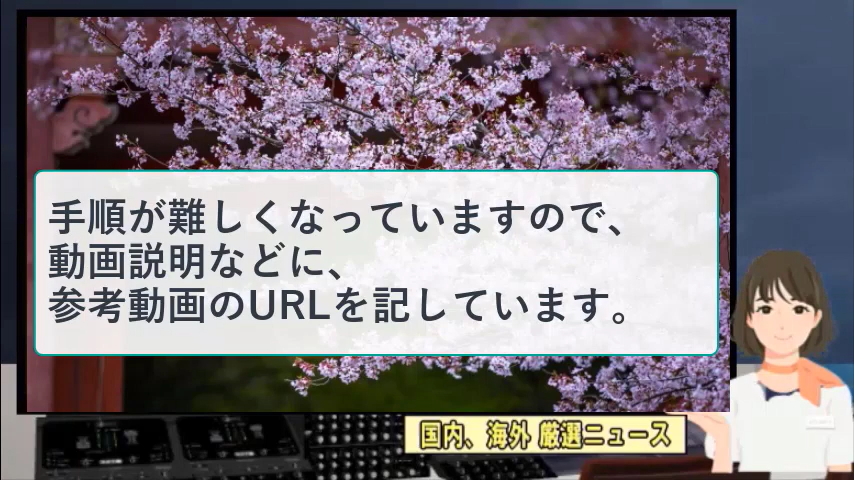 手順が難しくなっていますので、
動画説明などに、
参考動画のURLを記しています。
国内、海外 厳選ニュース